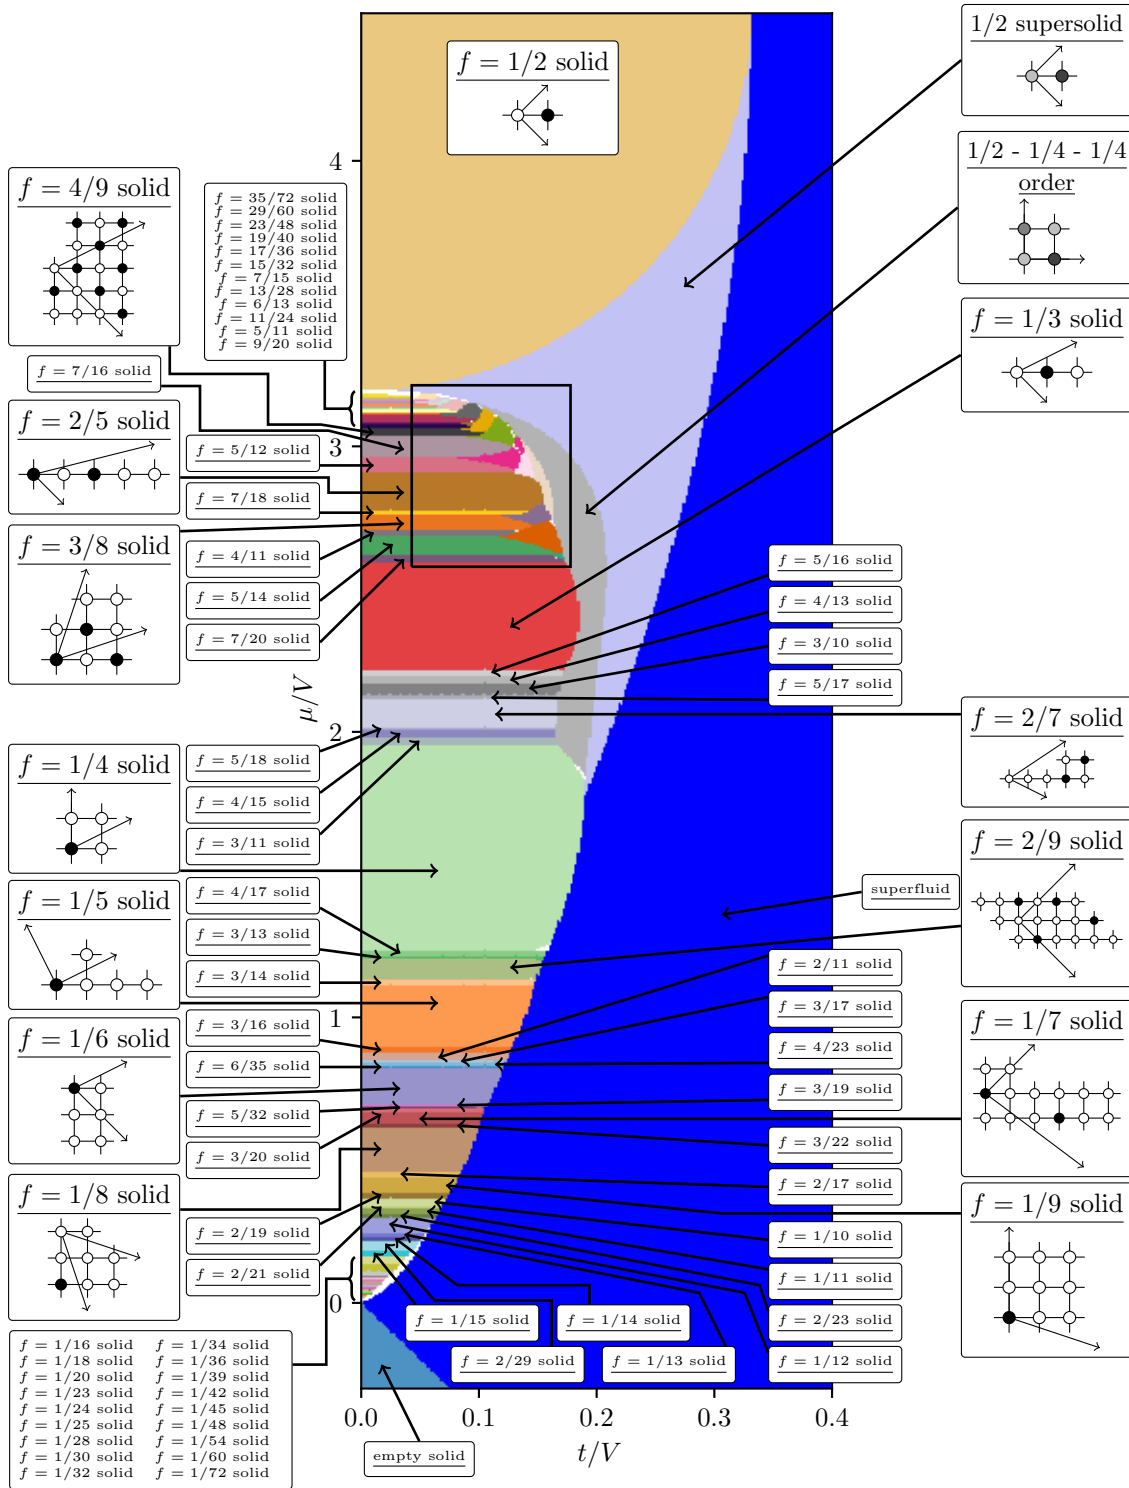 f = 1/2 solid
1/2 supersolid
1/2 - 1/4 - 1/4
order
f = 1/3 solid
f = 4/9 solid
f = 35/72 solid
f = 29/60 solid
f = 23/48 solid
f = 19/40 solid
f = 17/36 solid
f = 15/32 solid
f = 7/15 solid
f = 13/28 solid
f = 6/13 solid
f = 11/24 solid
f = 5/11 solid
f = 9/20 solid
f = 7/16 solid
f = 2/5 solid
f = 5/12 solid
f = 7/18 solid
f = 3/8 solid
f = 4/11 solid
f = 5/14 solid
f = 7/20 solid
f = 5/16 solid
f = 4/13 solid
f = 3/10 solid
f = 5/17 solid
f = 2/7 solid
f = 1/4 solid
f = 5/18 solid
f = 4/15 solid
f = 3/11 solid
f = 2/9 solid
superfluid
f = 1/5 solid
f = 4/17 solid
f = 3/13 solid
f = 3/14 solid
f = 2/11 solid
f = 3/17 solid
f = 4/23 solid
f = 3/19 solid
f = 1/7 solid
f = 1/6 solid
f = 3/16 solid
f = 6/35 solid
f = 5/32 solid
f = 3/20 solid
f = 3/22 solid
f = 2/17 solid
f = 1/9 solid
f = 1/8 solid
f = 2/19 solid
f = 2/21 solid
f = 1/10 solid
f = 1/11 solid
f = 2/23 solid
f = 1/12 solid
f = 1/15 solid
f = 1/14 solid
f = 2/29 solid
f = 1/13 solid
f = 1/16 solid f = 1/34 solid
f = 1/18 solid f = 1/36 solid
f = 1/20 solid f = 1/39 solid
f = 1/23 solid f = 1/42 solid
f = 1/24 solid f = 1/45 solid
f = 1/25 solid f = 1/48 solid
f = 1/28 solid f = 1/54 solid
f = 1/30 solid f = 1/60 solid
f = 1/32 solid f = 1/72 solid
empty solid
4
3
2
1
0
μ/V
0.0 0.1 0.2 0.3 0.4
t/V